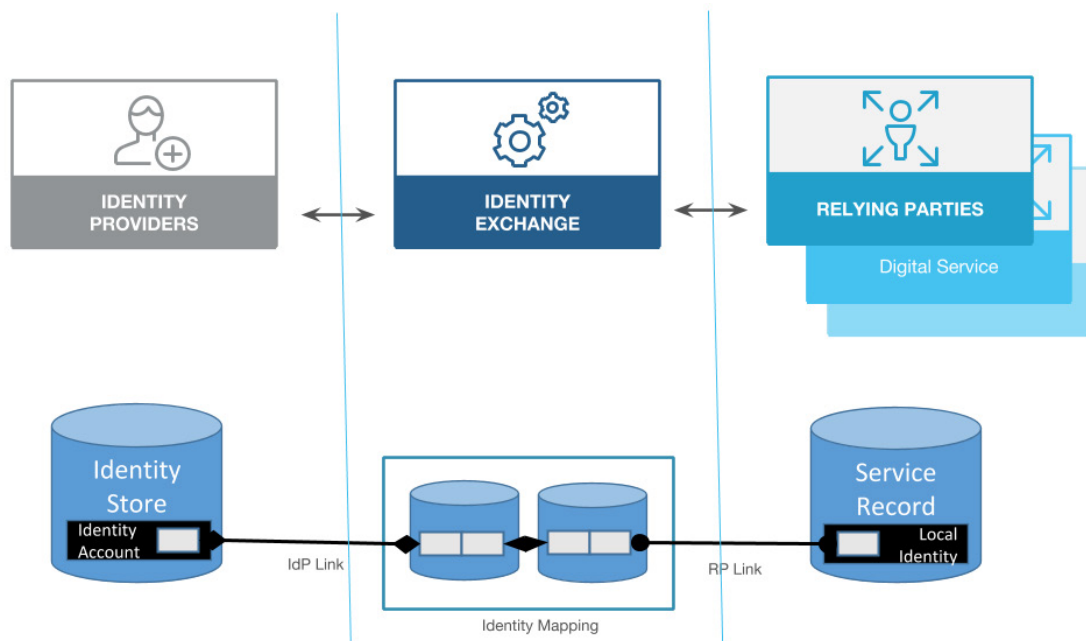 IDENTITY
PROVIDERS
IDENTITY
EXCHANGE
RELYING PARTIES
Digital Service
Identity
Store
Identity
Account
IdP Link
Identity Mapping
RP Link
Service
Record
Local
Identity